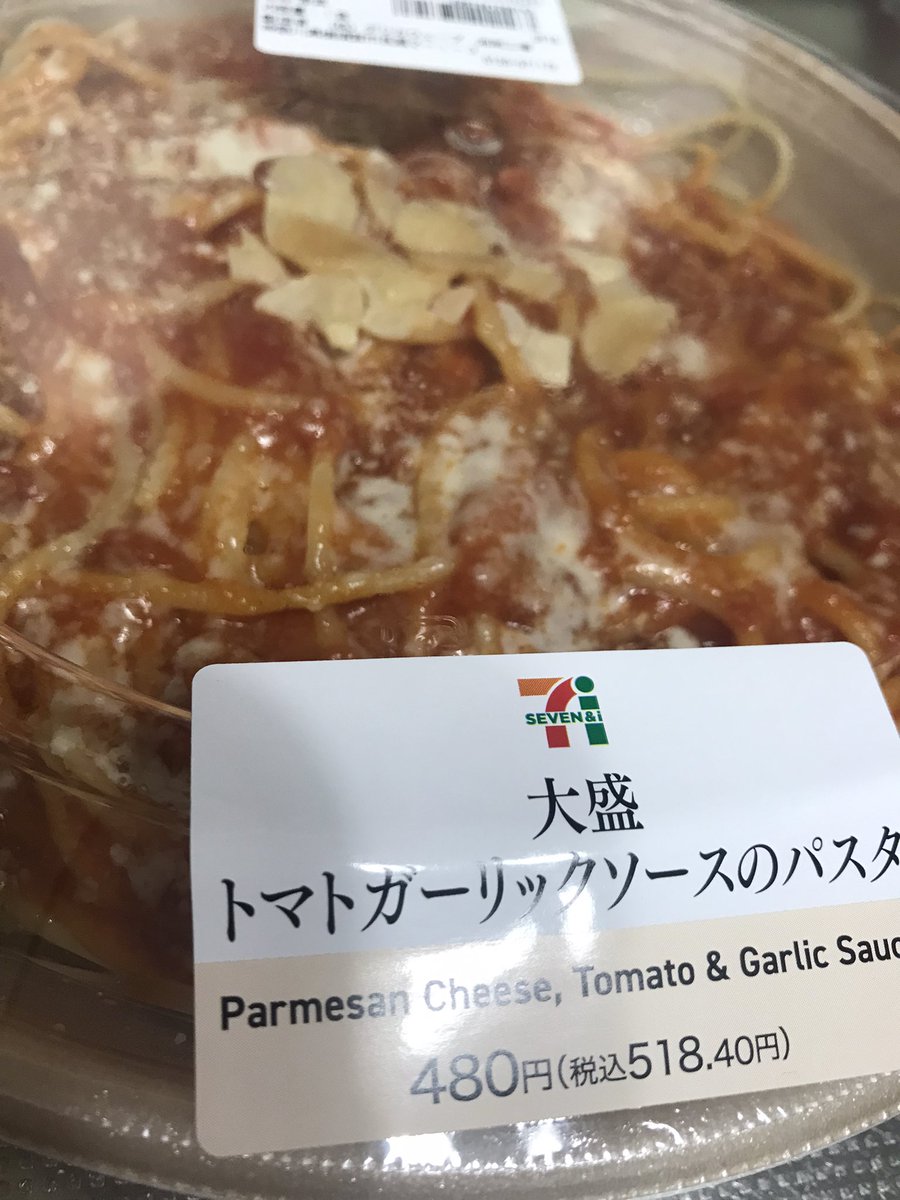 SEVEN&i
大盛
トマトガーリックソースのパスタ
Parmesan Cheese, Tomato & Garlic Sauc
480円(税込518.40円)